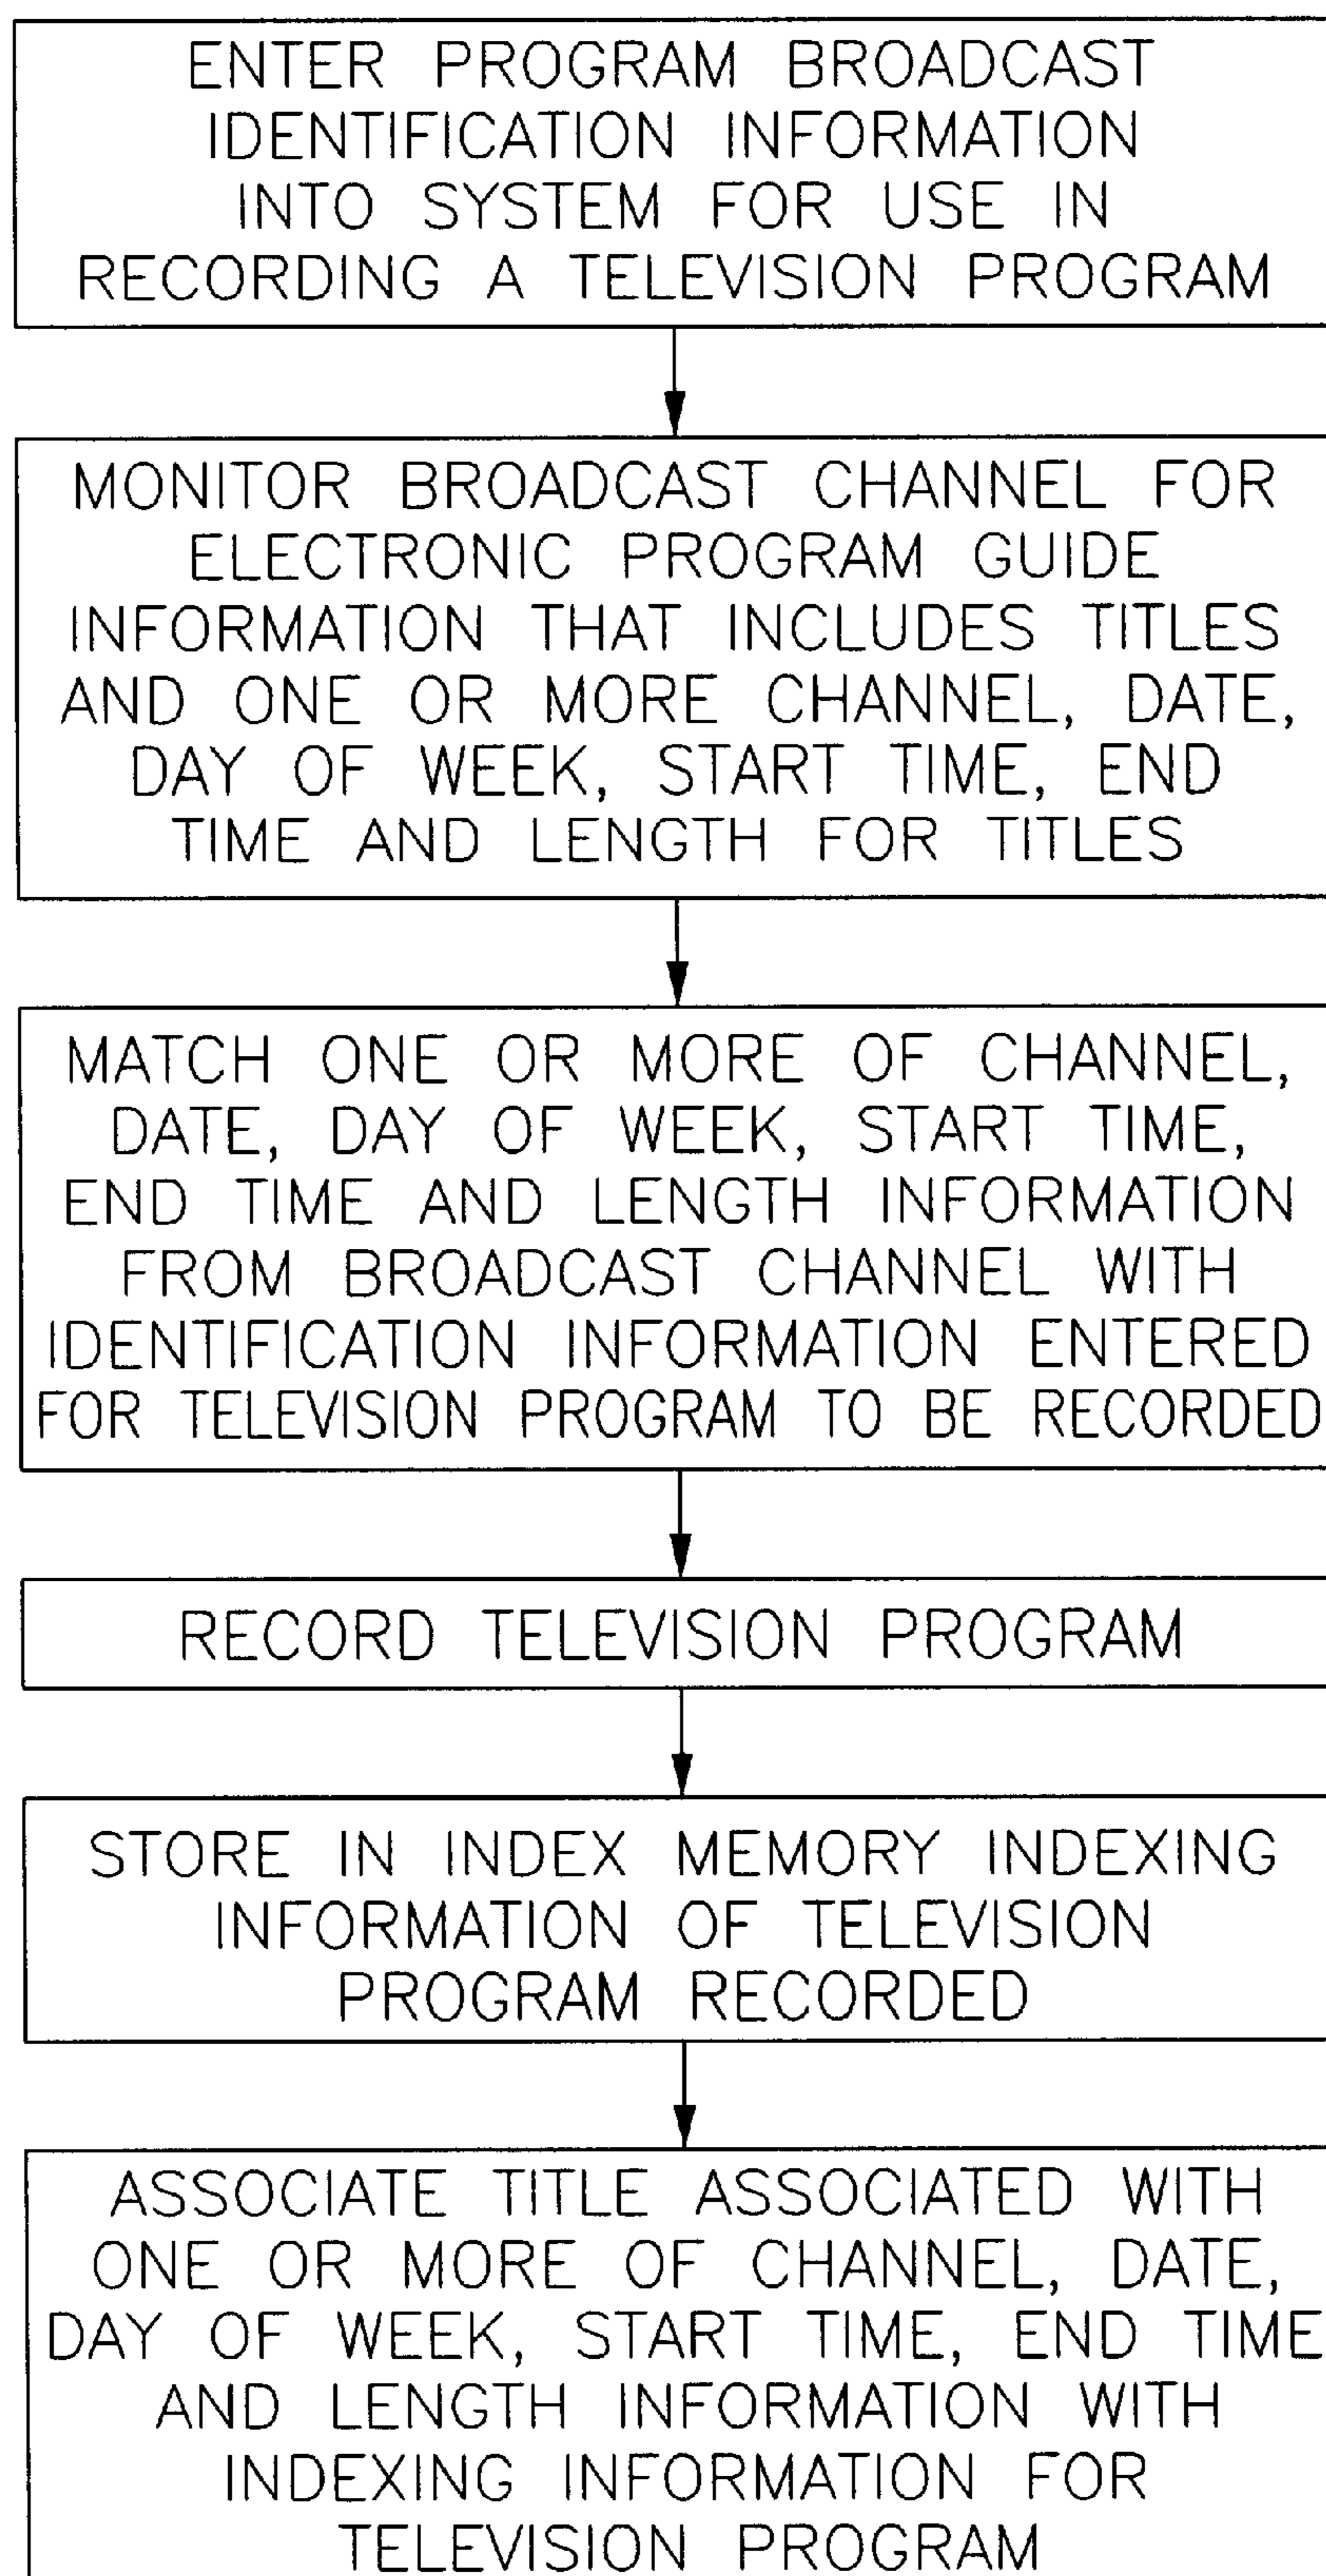 ENTER PROGRAM BROADCAST
IDENTIFICATION INFORMATION
INTO SYSTEM FOR USE IN
RECORDING A TELEVISION PROGRAM
MONITOR BROADCAST CHANNEL FOR
ELECTRONIC PROGRAM GUIDE
INFORMATION THAT INCLUDES TITLES
AND ONE OR MORE CHANNEL, DATE,
DAY OF WEEK, START TIME, END
TIME AND LENGTH FOR TITLES
MATCH ONE OR MORE OF CHANNEL,
DATE, DAY OF WEEK, START TIME,
END TIME AND LENGTH INFORMATION
FROM BROADCAST CHANNEL WITH
IDENTIFICATION INFORMATION ENTERED
FOR TELEVISION PROGRAM TO BE RECORDED
RECORD TELEVISION PROGRAM
STORE IN INDEX MEMORY INDEXING
INFORMATION OF TELEVISION
PROGRAM RECORDED
ASSOCIATE TITLE ASSOCIATED WITH
ONE OR MORE OF CHANNEL, DATE,
DAY OF WEEK, START TIME, END TIME
AND LENGTH INFORMATION WITH
INDEXING INFORMATION FOR
TELEVISION PROGRAM